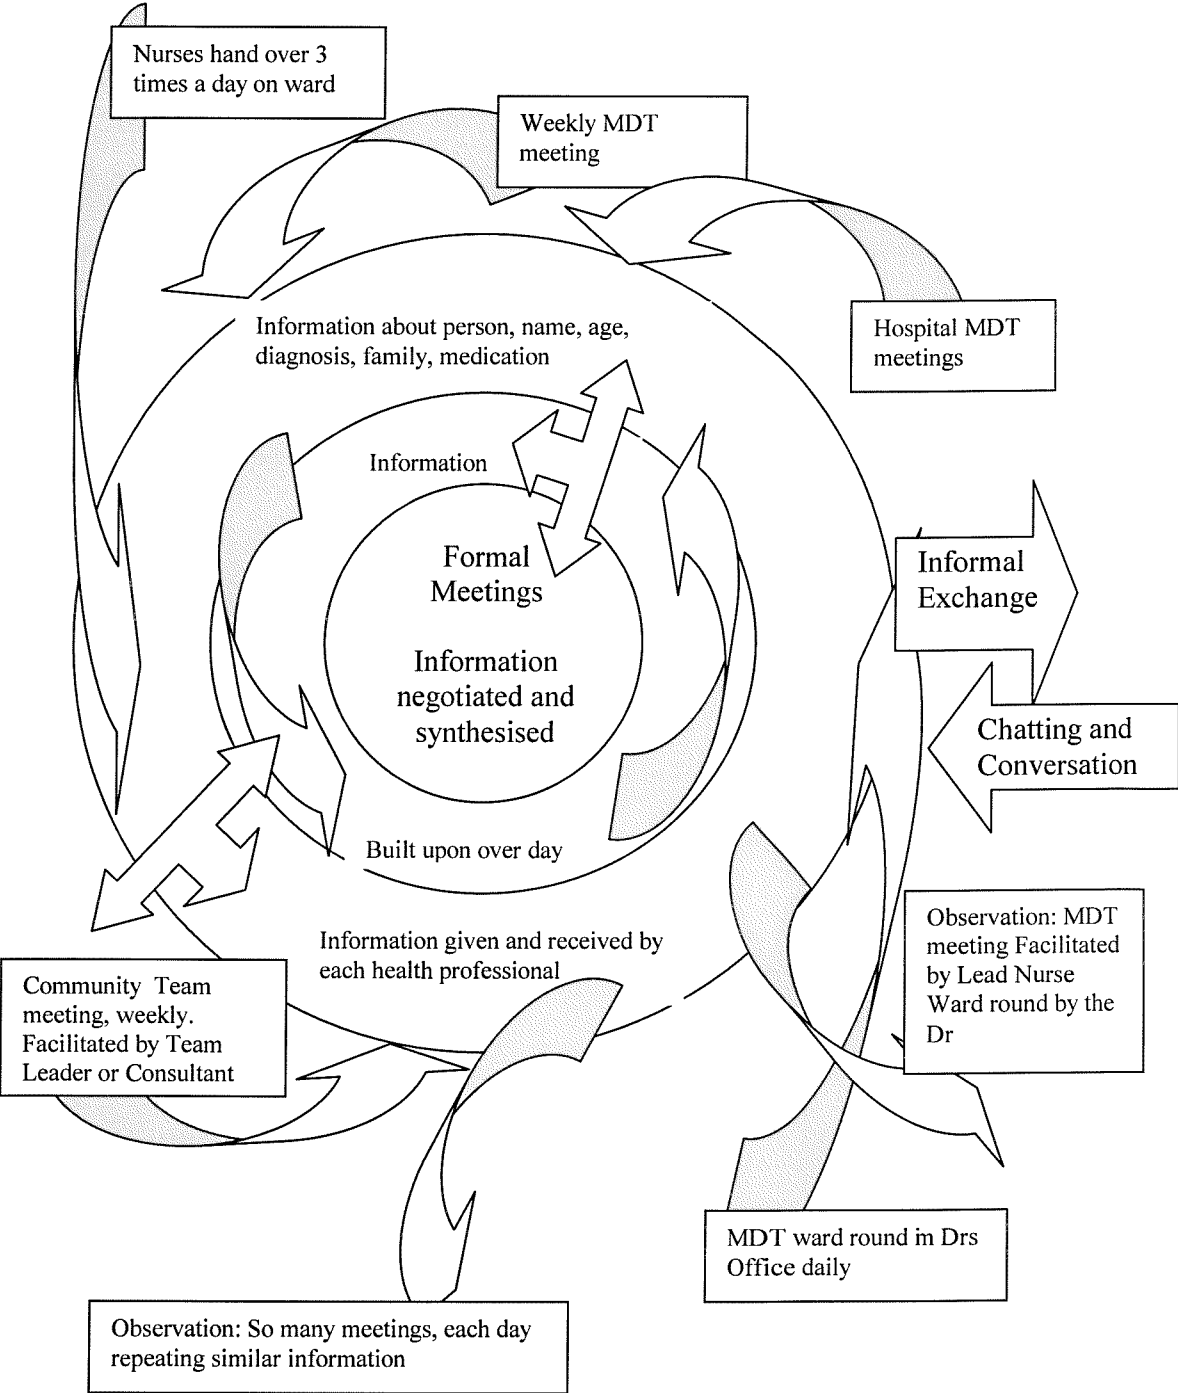 Nurses hand over 3
times a day on ward
Weekly MDT
meeting
Hospital MDT
meetings
Information about person, name, age,
diagnosis, family, medication
Information
Formal
Meetings
Information
negotiated and
synthesised
Informal
Exchange
Chatting and
Conversation
Built upon over day
Information given and received by
each health professional
Observation: MDT
meeting Facilitated
by Lead Nurse
Ward round by the
Dr
Community Team
meeting, weekly.
Facilitated by Team
Leader or Consultant
MDT ward round in Drs
Office daily
Observation: So many meetings, each day
repeating similar information